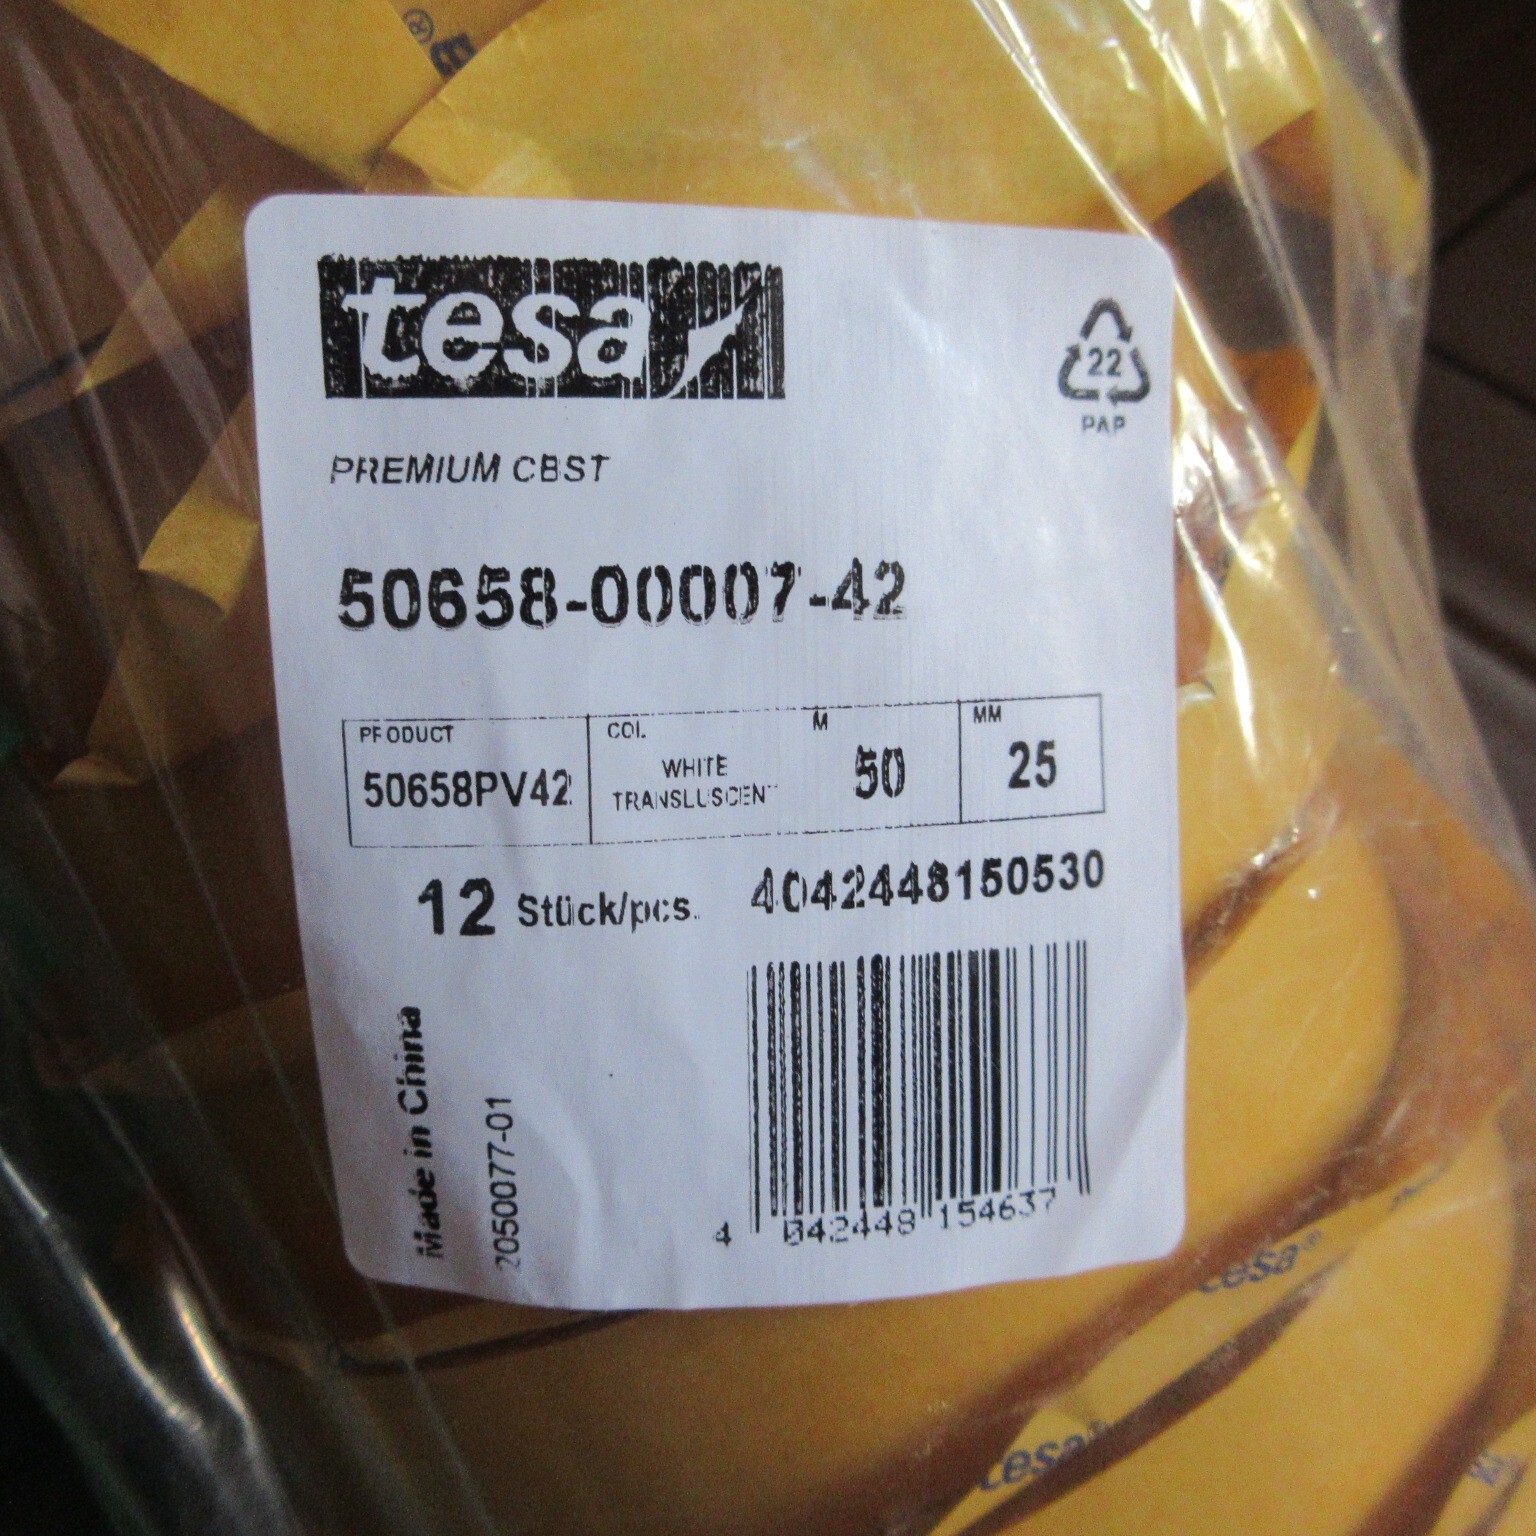 tesa
22
PAP
PREMIUM CBST
50658-00007-42
PRODUCT
50658PV42
COL.
WHITE
TRANSLUSCENT
M
50
MM
25
12 Stück/pcs.
4042448150530
Made in China
2050077-01
4 042448 154637
tesa®
tesa®